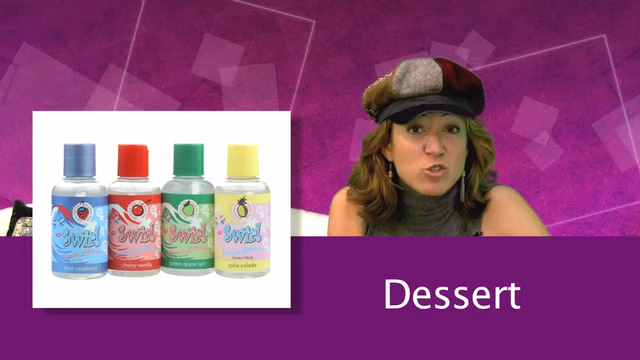 Swirl
blue raspberry
Swirl
cherry vanilla
Swirl
green apple tart
Swirl
piña colada
Dessert